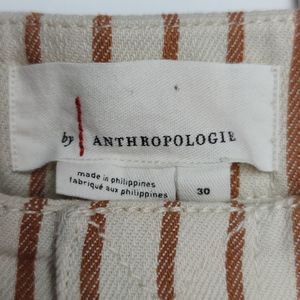 by ANTHROPOLOGIE
made in philippines
fabriqué aux philippines
30